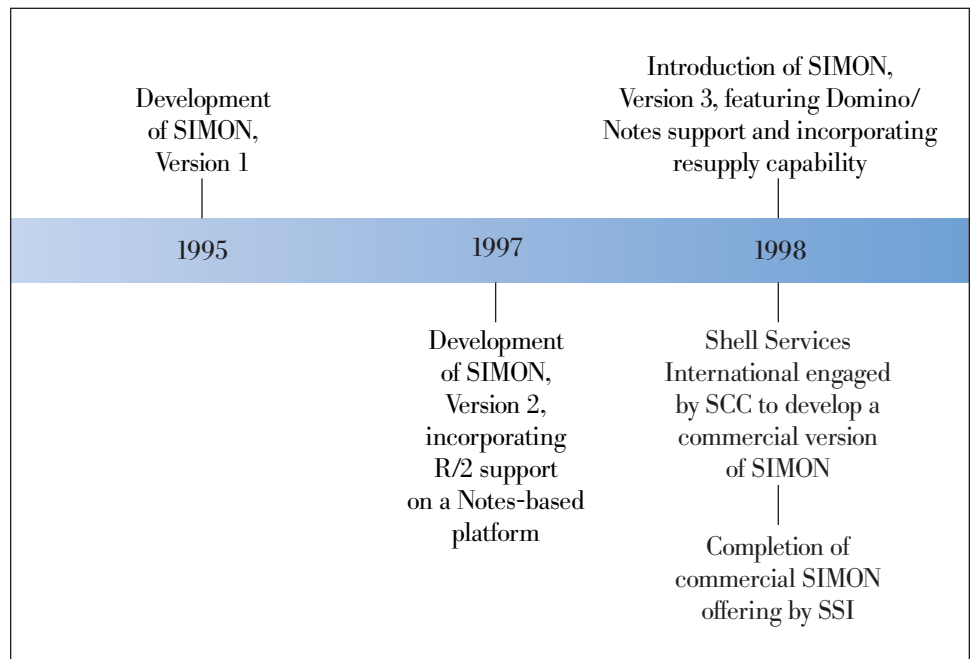 Development
of SIMON,
Version 1
Introduction of SIMON,
Version 3, featuring Domino/
Notes support and incorporating
resupply capability
1995
1997
1998
Development
of SIMON,
Version 2,
incorporating
R/2 support
on a Notes-based
platform
Shell Services
International engaged
by SCC to develop a
commercial version
of SIMON
Completion of
commercial SIMON
offering by SSI